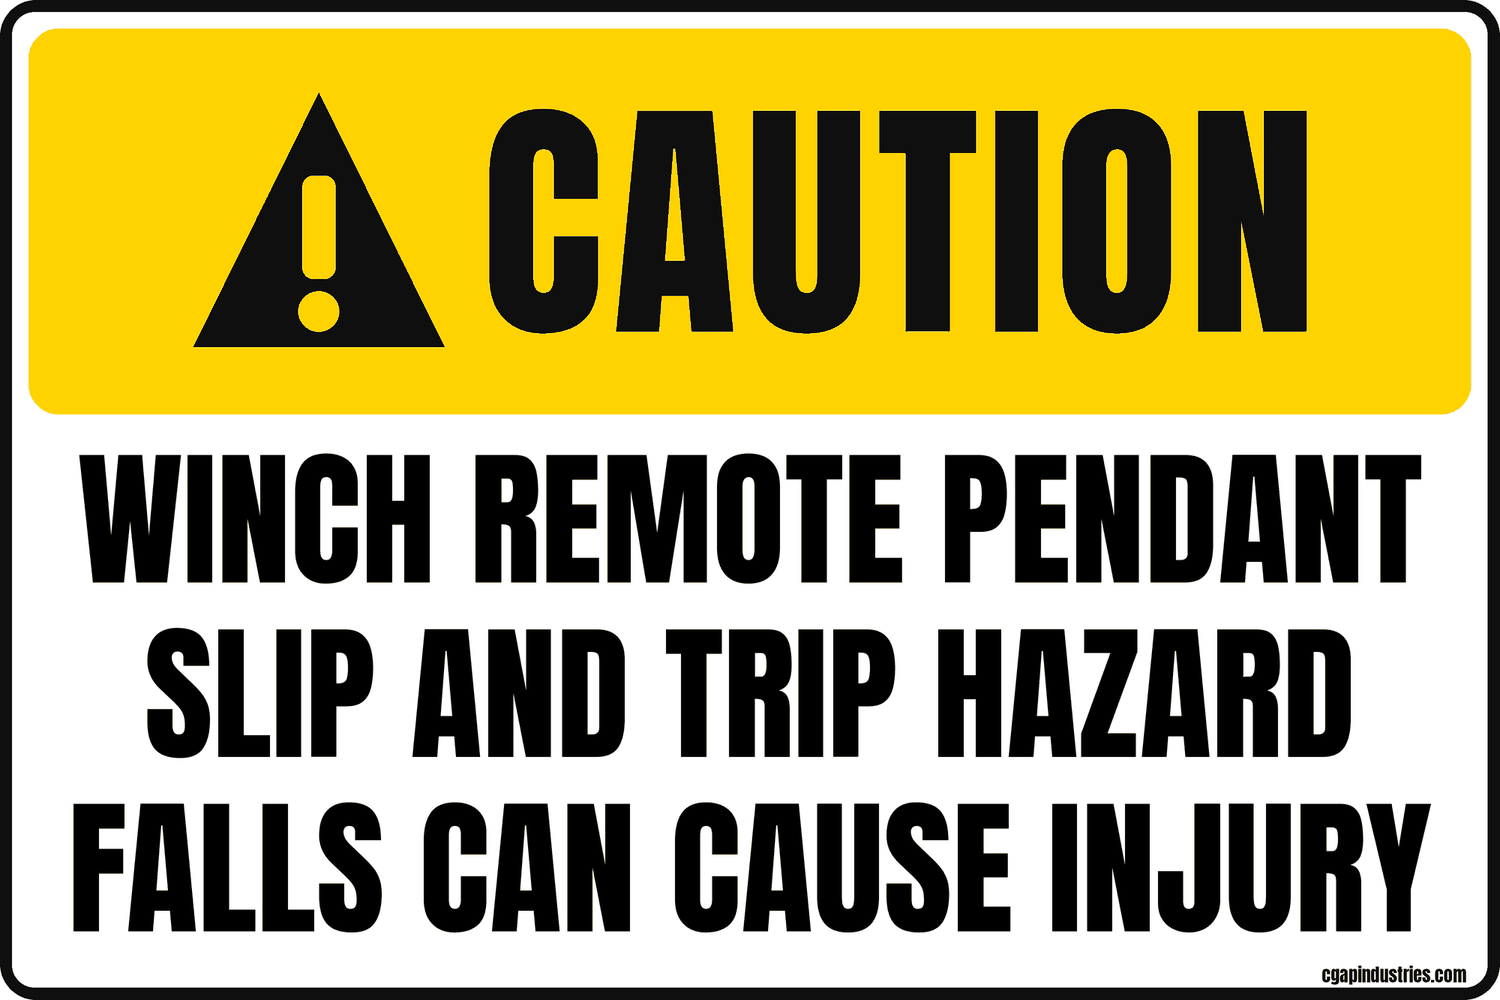 CAUTION
WINCH REMOTE PENDANT
SLIP AND TRIP HAZARD
FALLS CAN CAUSE INJURY
cgapindustries.com